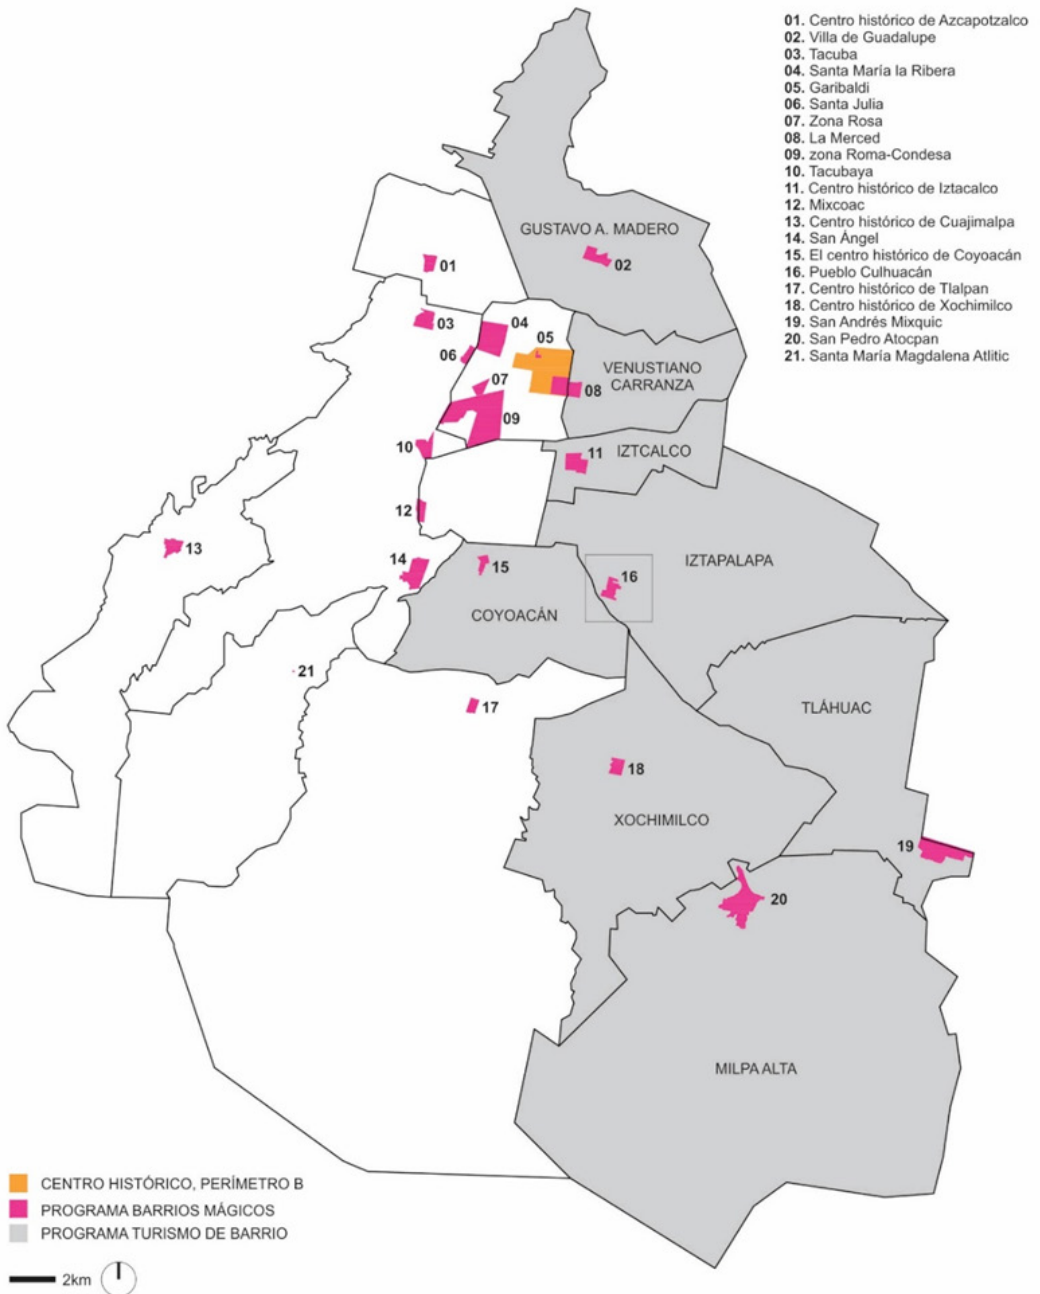 01. Centro histórico de Azcapotzalco
02. Villa de Guadalupe
03. Tacuba
04. Santa María la Ribera
05. Garibaldi
06. Santa Julia
07. Zona Rosa
08. La Merced
09. zona Roma-Condesa
10. Tacubaya
11. Centro histórico de Iztacalco
12. Mixcoac
13. Centro histórico de Cuajimalpa
14. San Ángel
15. El centro histórico de Coyoacán
16. Pueblo Culhuacán
17. Centro histórico de Tlalpan
18. Centro histórico de Xochimilco
19. San Andrés Mixquic
20. San Pedro Atocpan
21. Santa María Magdalena Atlitic
GUSTAVO A. MADERO
01
02
03
04
05
06
VENUSTIANO
CARRANZA
07
08
09
10
IZTCALCO
11
12
13
14
15
IZTAPALAPA
16
COYOACÁN
21
17
TLÁHUAC
18
XOCHIMILCO
19
20
MILPA ALTA
CENTRO HISTÓRICO, PERÍMETRO B
PROGRAMA BARRIOS MÁGICOS
PROGRAMA TURISMO DE BARRIO
2km